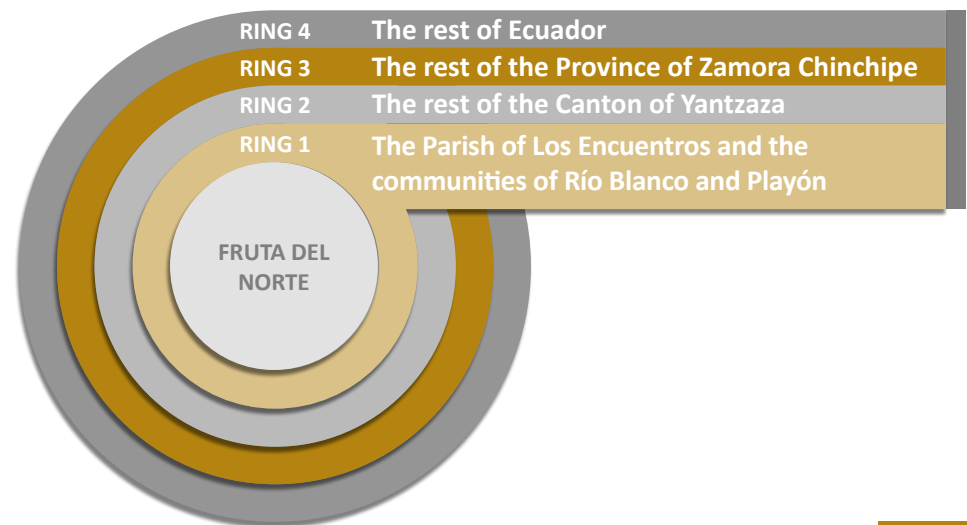 RING 4 The rest of Ecuador
RING 3 The rest of the Province of Zamora Chinchipe
RING 2 The rest of the Canton of Yantzaza
RING 1 The Parish of Los Encuentros and the
communities of Río Blanco and Playón
FRUTA DEL
NORTE